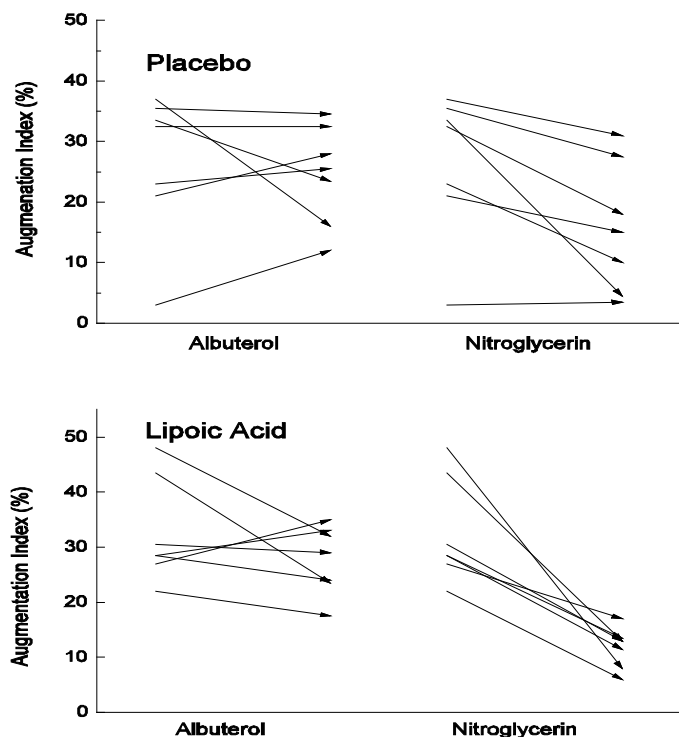 50
Placebo
40
30
20
10
0
Augmenation Index (%)
Albuterol
Nitroglycerin
Lipoic Acid
50
40
30
20
10
0
Augmentation Index (%)
Albuterol
Nitroglycerin